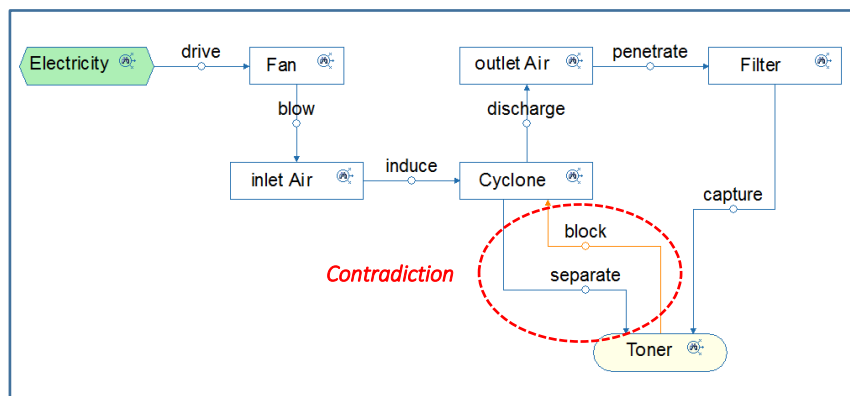 Electricity
drive
Fan
outlet Air
penetrate
Filter
blow
discharge
inlet Air
induce
Cyclone
capture
block
Contradiction
separate
Toner